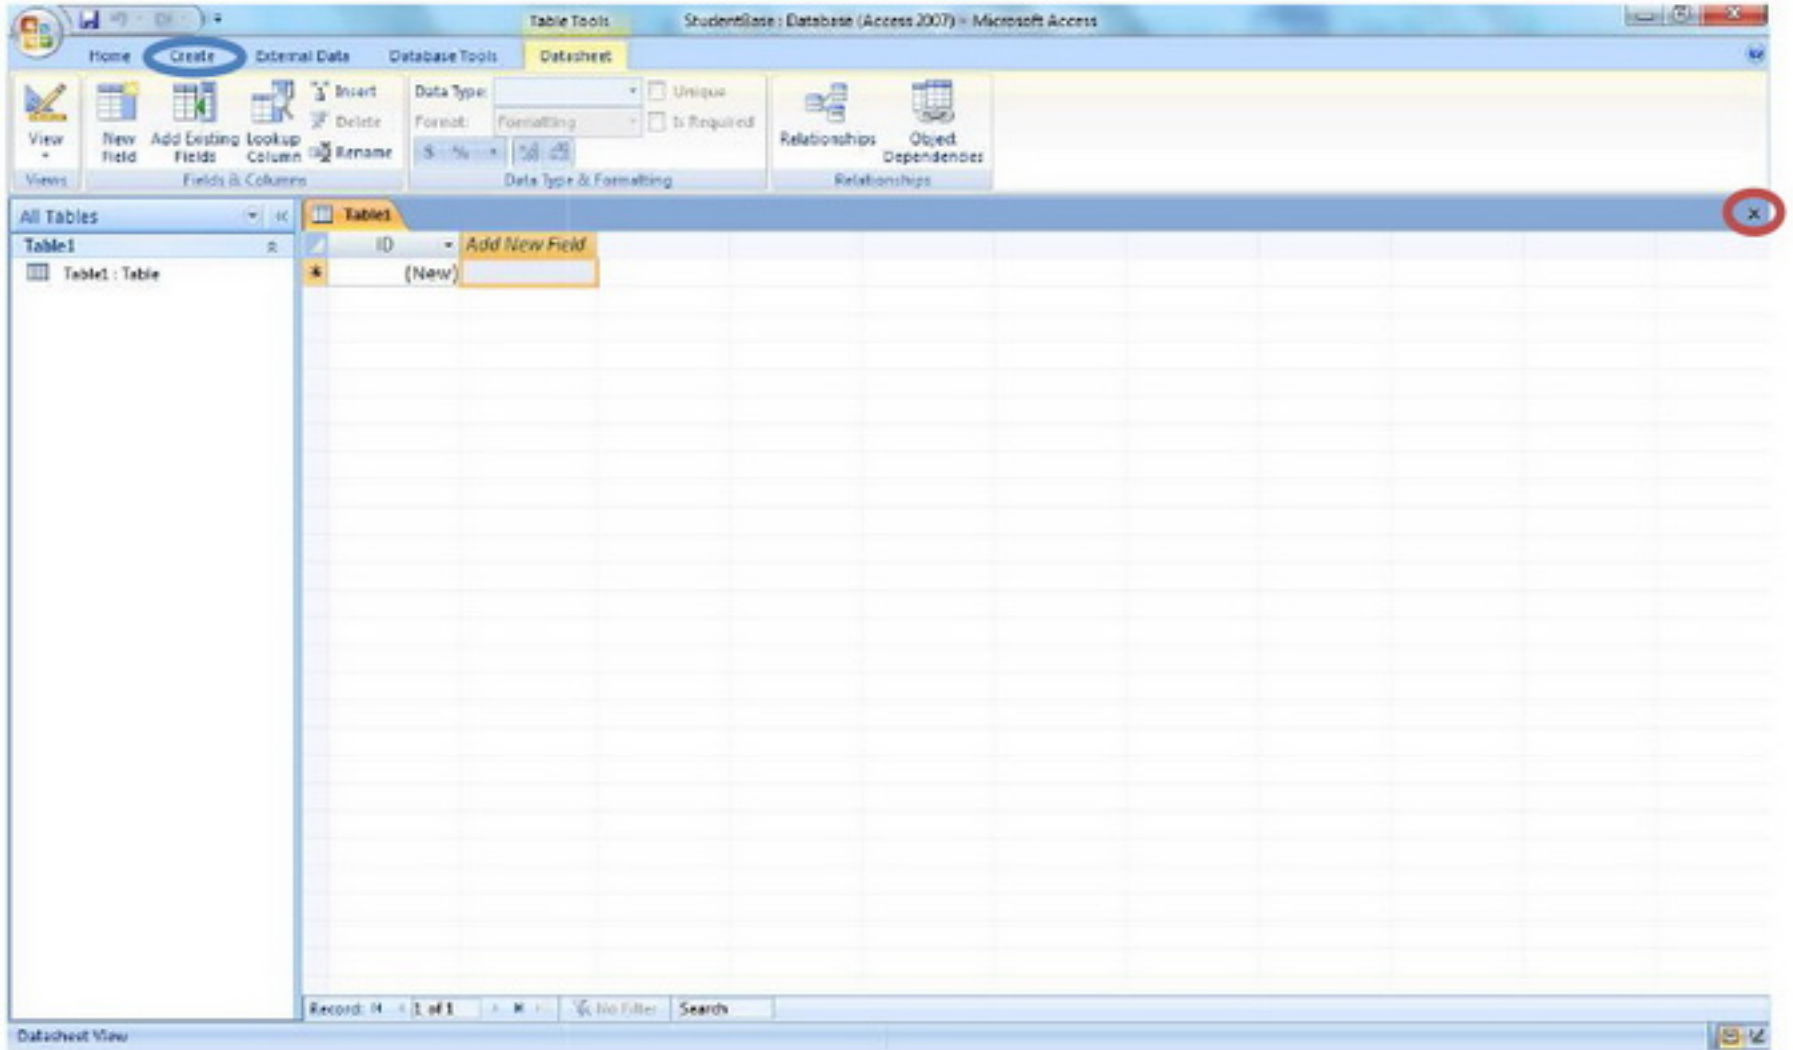 Table Tools StudentBase : Database (Access 2007) - Microsoft Access
Home Create External Data Database Tools Datasheet
View
New Field
Add Existing Fields
Lookup Column
Insert
Delete
Rename
Data Type:
Format: Formatting
$ %
Unique
Is Required
Relationships
Object Dependencies
Views Fields & Columns Data Type & Formatting Relationships
All Tables
Table1
Table1 : Table
Table1
ID Add New Field
(New)
Record: 1 of 1 No Filter Search
Datasheet View